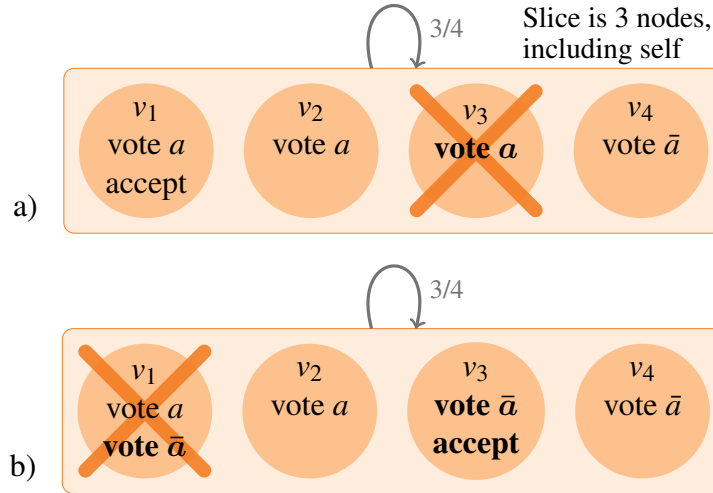 3/4
Slice is 3 nodes,
including self
v₁
vote a
accept
v₂
vote a
v₃
vote a
v₄
vote ā
a)
3/4
v₁
vote a
vote ā
v₂
vote a
v₃
vote ā
accept
v₄
vote ā
b)